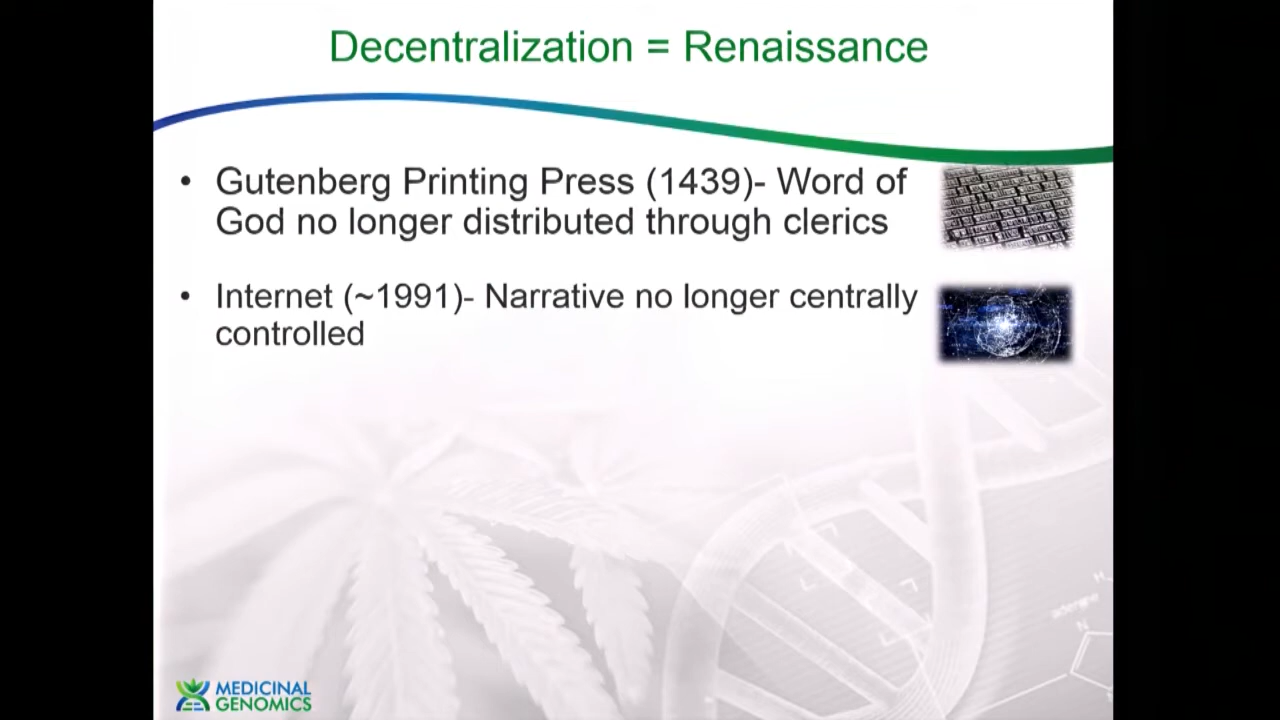 Decentralization = Renaissance
• Gutenberg Printing Press (1439)- Word of
God no longer distributed through clerics
• Internet (~1991)- Narrative no longer centrally
controlled
adenine
N
H
N
MEDICINAL
GENOMICS